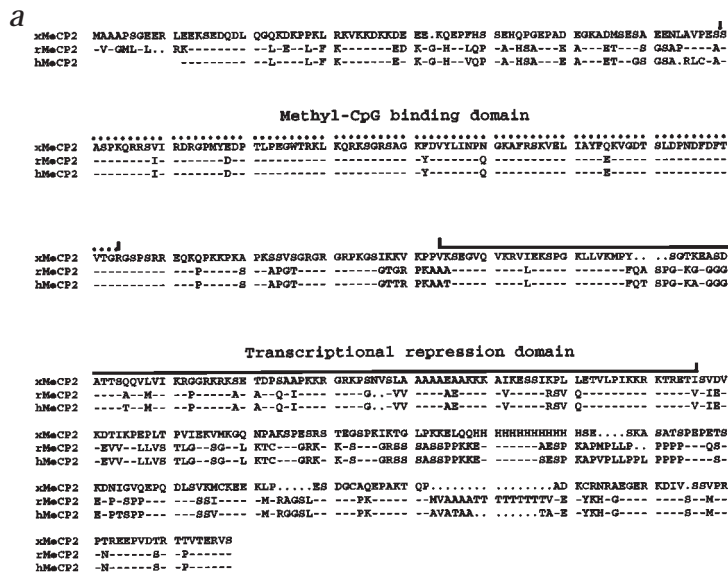 a
xMeCP2 MAAAPSGEER LEEKSEDQDL QGQKDKPPKL RKVKKDKKDE EE.KQEPFHS SEHQPGEPAD EGKADMSESA EENLAVPESS
rMeCP2 -V-GML-L.. RK-------- ---L-E--L-F K-------ED K-G-H--LQP -A-HSA--E A---ET---S GSAP----A-
hMeCP2 ---------L----L-F K--------E- K-G-H--VQP -A-HSA--E A---ET--GS GSA.RLC-A-
Methyl-CpG binding domain
xMeCP2 ASPKQRRSVI RDRGPMYEDP TLPEGWTRKL KQRKSGRSAG KFDVYLINPN GKAFRSKVEL IAYFQKVGDT SLDPNDFDFT
rMeCP2 --------I- -------D-- ---------- ---------- --Y------Q ---------- ----E----- ----------
hMeCP2 --------I- -------D-- ---------- ---------- --Y------Q ---------- ----E----- ----------
xMeCP2 VTGRGSPSRR EQKQPKKPKA PKSSVSGRGR GRPKGSIKKV KPPVKSEGVQ VKRVIEKSPG KLLVKMPY.. ..SGTKEASD
rMeCP2 ---------- ----P----S --APGT---- ------GTGR PKAAA----- -----L---- -------FQA SPG-KG-GGG
hMeCP2 ---------- ----P----S --APGT---- ------GTTR PKAAT----- -----L---- -------FQT SPG-KA-GGG
Transcriptional repression domain
xMeCP2 ATTSQQVLVI KRGGRKRKSE TDPSAAPKKR GRKPSNVSLA AAAAEAAKKK AIKESSIKPL LETVLPIKKR KTRETISVDV
rMeCP2 ----A--M-- --P-----A- A--Q-I---- -----G..-VV ----AE---- -V----RSV Q --------- -----V-IE-
hMeCP2 ----T--M-- --P-----A- A--Q-I---- -----G..-VV ----AE---- -V----RSV Q --------- -----V-IE-
xMeCP2 KDTIKPEPLT PVIEKVMKGQ NPAKSPESRS TEGSPKIKTG LPKKELQQHH HHHHHHHHHH HSE....SKA SATSPEPETS
rMeCP2 -EVV--LLVS TLG--SG--L KTC---GRK- K-S----GRSS SASSPPKKE- ------AESP KAPMPLLP.. PPPP---QS-
hMeCP2 -EVV--LLVS TLG--SG--L KTC---GRK- K-S----GRSS SASSPPKKE- ------SESP KAPVPLLPPL PPPP----S-
xMeCP2 KDNIGVQEPQ DLSVKMCKEE KLP....ESD GCAQEPAKTQ P......... ........AD KCRNRAEGER KDIV.SSVPR
rMeCP2 E-P-SPP--- ----SSI--- --M-RAGSL- ---PK----- MVAAAATT TTTTTTTTV-E -YKH-G---- --S--M---
hMeCP2 E-PTSPP--- ----SSV--- --M-RAGSL- ---PK----- AVATAA.... ......TA-E -YKH-G---- --S--M---
xMeCP2 PTREEPVDTR TTVTERVS
rMeCP2 -N------S- -P------
hMeCP2 -N------S- -P------